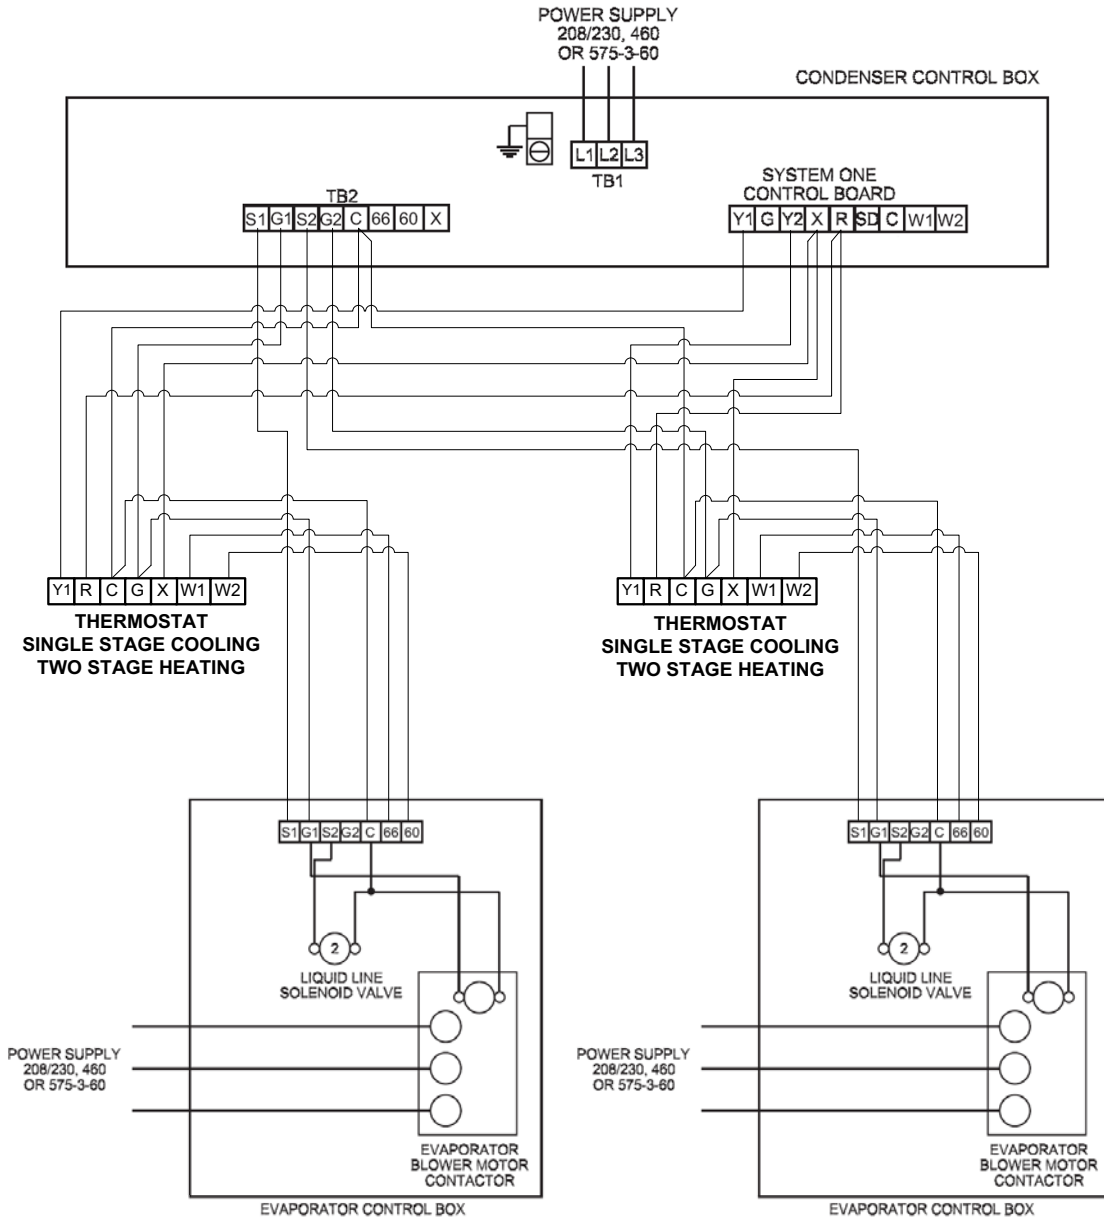 POWER SUPPLY
208/230, 460
OR 575-3-60
CONDENSER CONTROL BOX
L1 L2 L3
TB1
SYSTEM ONE
CONTROL BOARD
TB2
S1 G1 S2 G2 C 66 60 X
Y1 G Y2 X R SD C W1 W2
Y1 R C G X W1 W2
THERMOSTAT
SINGLE STAGE COOLING
TWO STAGE HEATING
Y1 R C G X W1 W2
THERMOSTAT
SINGLE STAGE COOLING
TWO STAGE HEATING
S1 G1 S2 G2 C 66 60
2
LIQUID LINE
SOLENOID VALVE
POWER SUPPLY
208/230, 460
OR 575-3-60
EVAPORATOR
BLOWER MOTOR
CONTACTOR
EVAPORATOR CONTROL BOX
S1 G1 S2 G2 C 66 60
2
LIQUID LINE
SOLENOID VALVE
POWER SUPPLY
208/230, 460
OR 575-3-60
EVAPORATOR
BLOWER MOTOR
CONTACTOR
EVAPORATOR CONTROL BOX